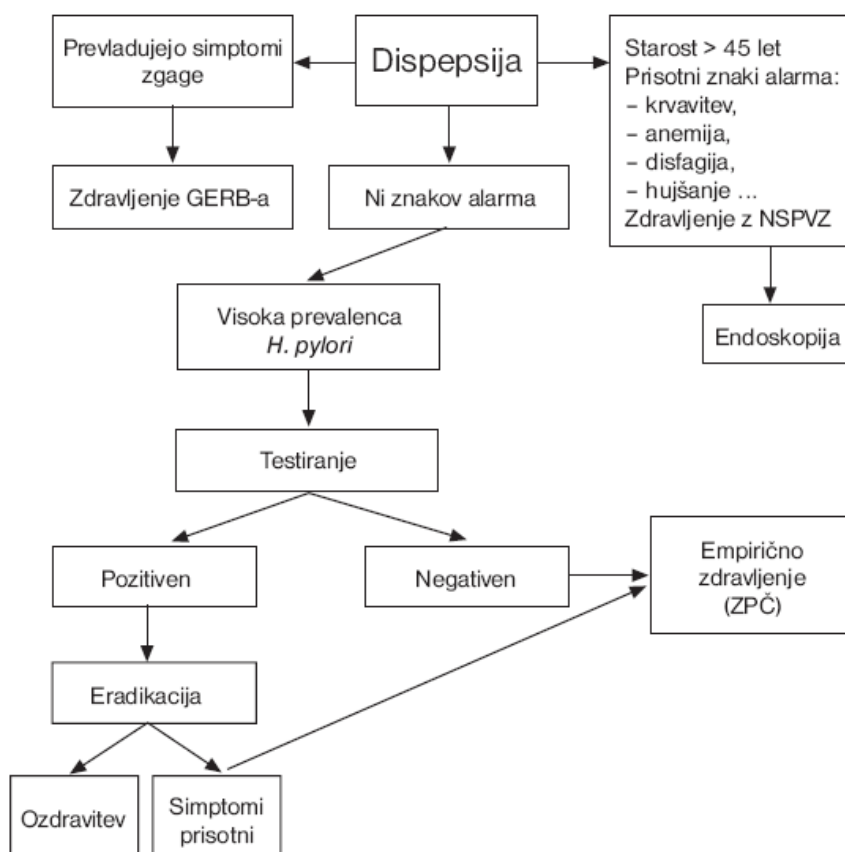 Prevladujejo simptomi
zgage
Dispepsija
Starost > 45 let
Prisotni znaki alarma:
– krvavitev,
– anemija,
– disfagija,
– hujšanje ...
Zdravljenje z NSPVZ
Zdravljenje GERB-a
Ni znakov alarma
Visoka prevalenca
H. pylori
Endoskopija
Testiranje
Pozitiven
Negativen
Empirično
zdravljenje
(ZPČ)
Eradikacija
Ozdravitev
Simptomi
prisotni